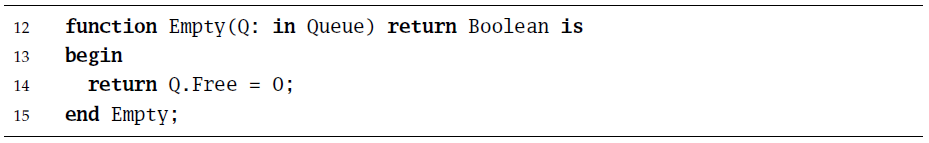 12 function Empty(Q: in Queue) return Boolean is
13 begin
14 return Q.Free = 0;
15 end Empty;